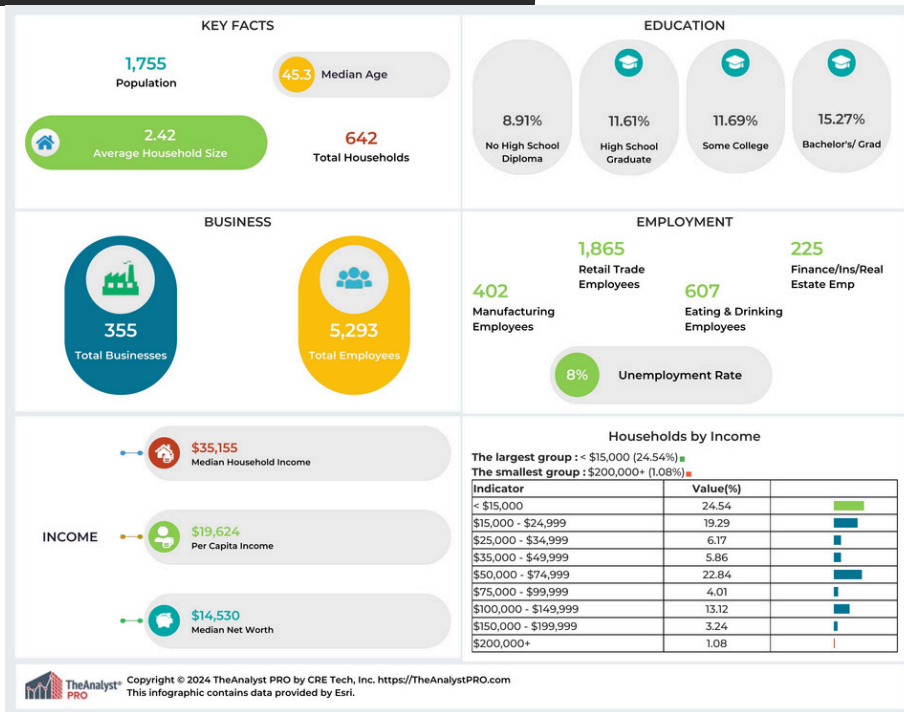 KEY FACTS
1,755
Population
45.3 Median Age
2.42
Average Household Size
642
Total Households
EDUCATION
8.91%
No High School
Diploma
11.61%
High School
Graduate
11.69%
Some College
15.27%
Bachelor's/ Grad
BUSINESS
355
Total Businesses
5,293
Total Employees
EMPLOYMENT
402
Manufacturing
Employees
1,865
Retail Trade
Employees
607
Eating & Drinking
Employees
225
Finance/Ins/Real
Estate Emp
8% Unemployment Rate
INCOME
$35,155
Median Household Income
$19,624
Per Capita Income
$14,530
Median Net Worth
Households by Income
The largest group : < $15,000 (24.54%)
The smallest group : $200,000+ (1.08%)
Indicator Value(%)
< $15,000 24.54
$15,000 - $24,999 19.29
$25,000 - $34,999 6.17
$35,000 - $49,999 5.86
$50,000 - $74,999 22.84
$75,000 - $99,999 4.01
$100,000 - $149,999 13.12
$150,000 - $199,999 3.24
$200,000+ 1.08
TheAnalyst®
PRO
Copyright © 2024 TheAnalyst PRO by CRE Tech, Inc. https://TheAnalystPRO.com
This infographic contains data provided by Esri.